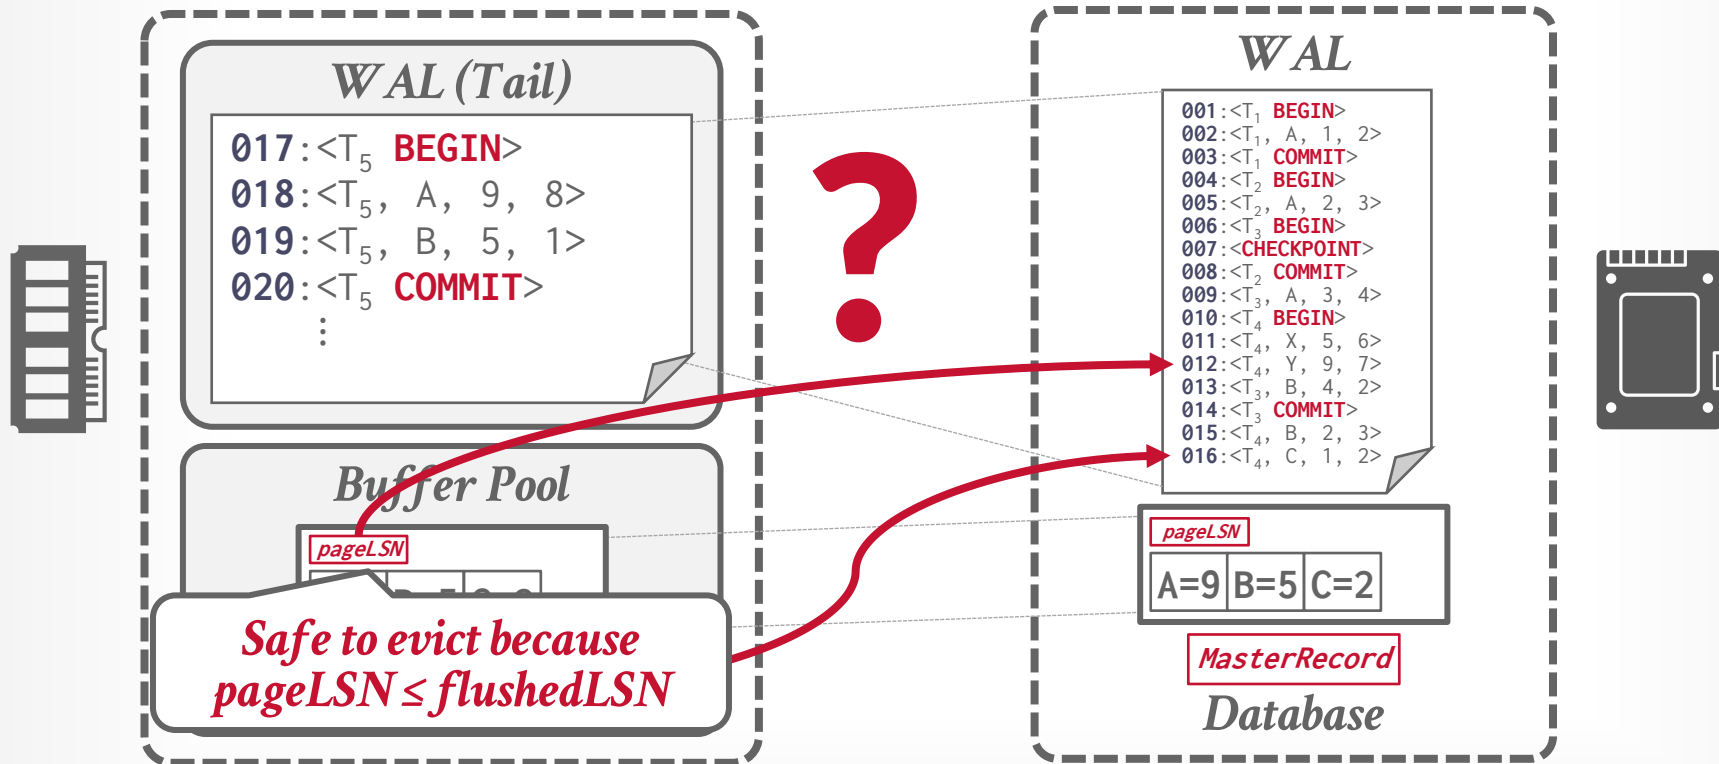 WAL (Tail)
017:<T5 BEGIN>
018:<T5, A, 9, 8>
019:<T5, B, 5, 1>
020:<T5 COMMIT>
⋮
?
Buffer Pool
pageLSN
Safe to evict because
pageLSN ≤ flushedLSN
WAL
001:<T1 BEGIN>
002:<T1, A, 1, 2>
003:<T1 COMMIT>
004:<T2 BEGIN>
005:<T2, A, 2, 3>
006:<T3 BEGIN>
007:<CHECKPOINT>
008:<T2 COMMIT>
009:<T3, A, 3, 4>
010:<T4 BEGIN>
011:<T4, X, 5, 6>
012:<T4, Y, 9, 7>
013:<T3, B, 4, 2>
014:<T3 COMMIT>
015:<T4, B, 2, 3>
016:<T4, C, 1, 2>
pageLSN
A=9 B=5 C=2
MasterRecord
Database